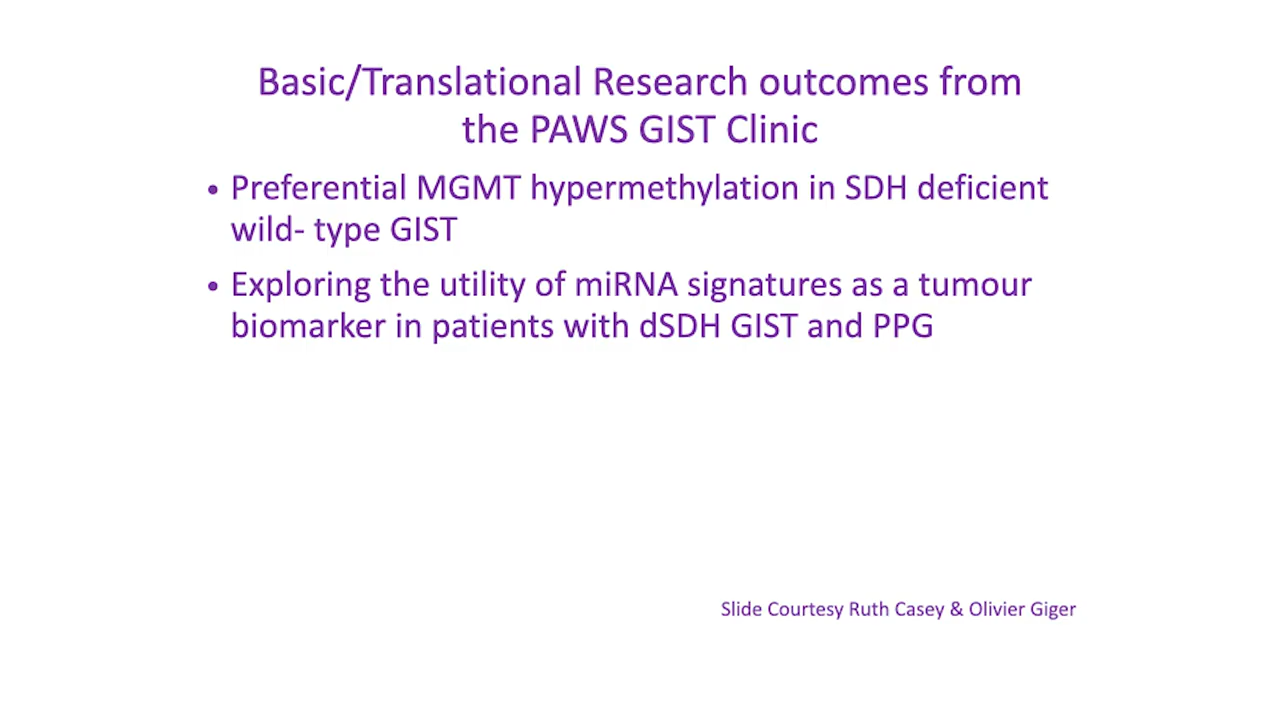 Basic/Translational Research outcomes from
the PAWS GIST Clinic
• Preferential MGMT hypermethylation in SDH deficient
wild- type GIST
• Exploring the utility of miRNA signatures as a tumour
biomarker in patients with dSDH GIST and PPG
Slide Courtesy Ruth Casey & Olivier Giger